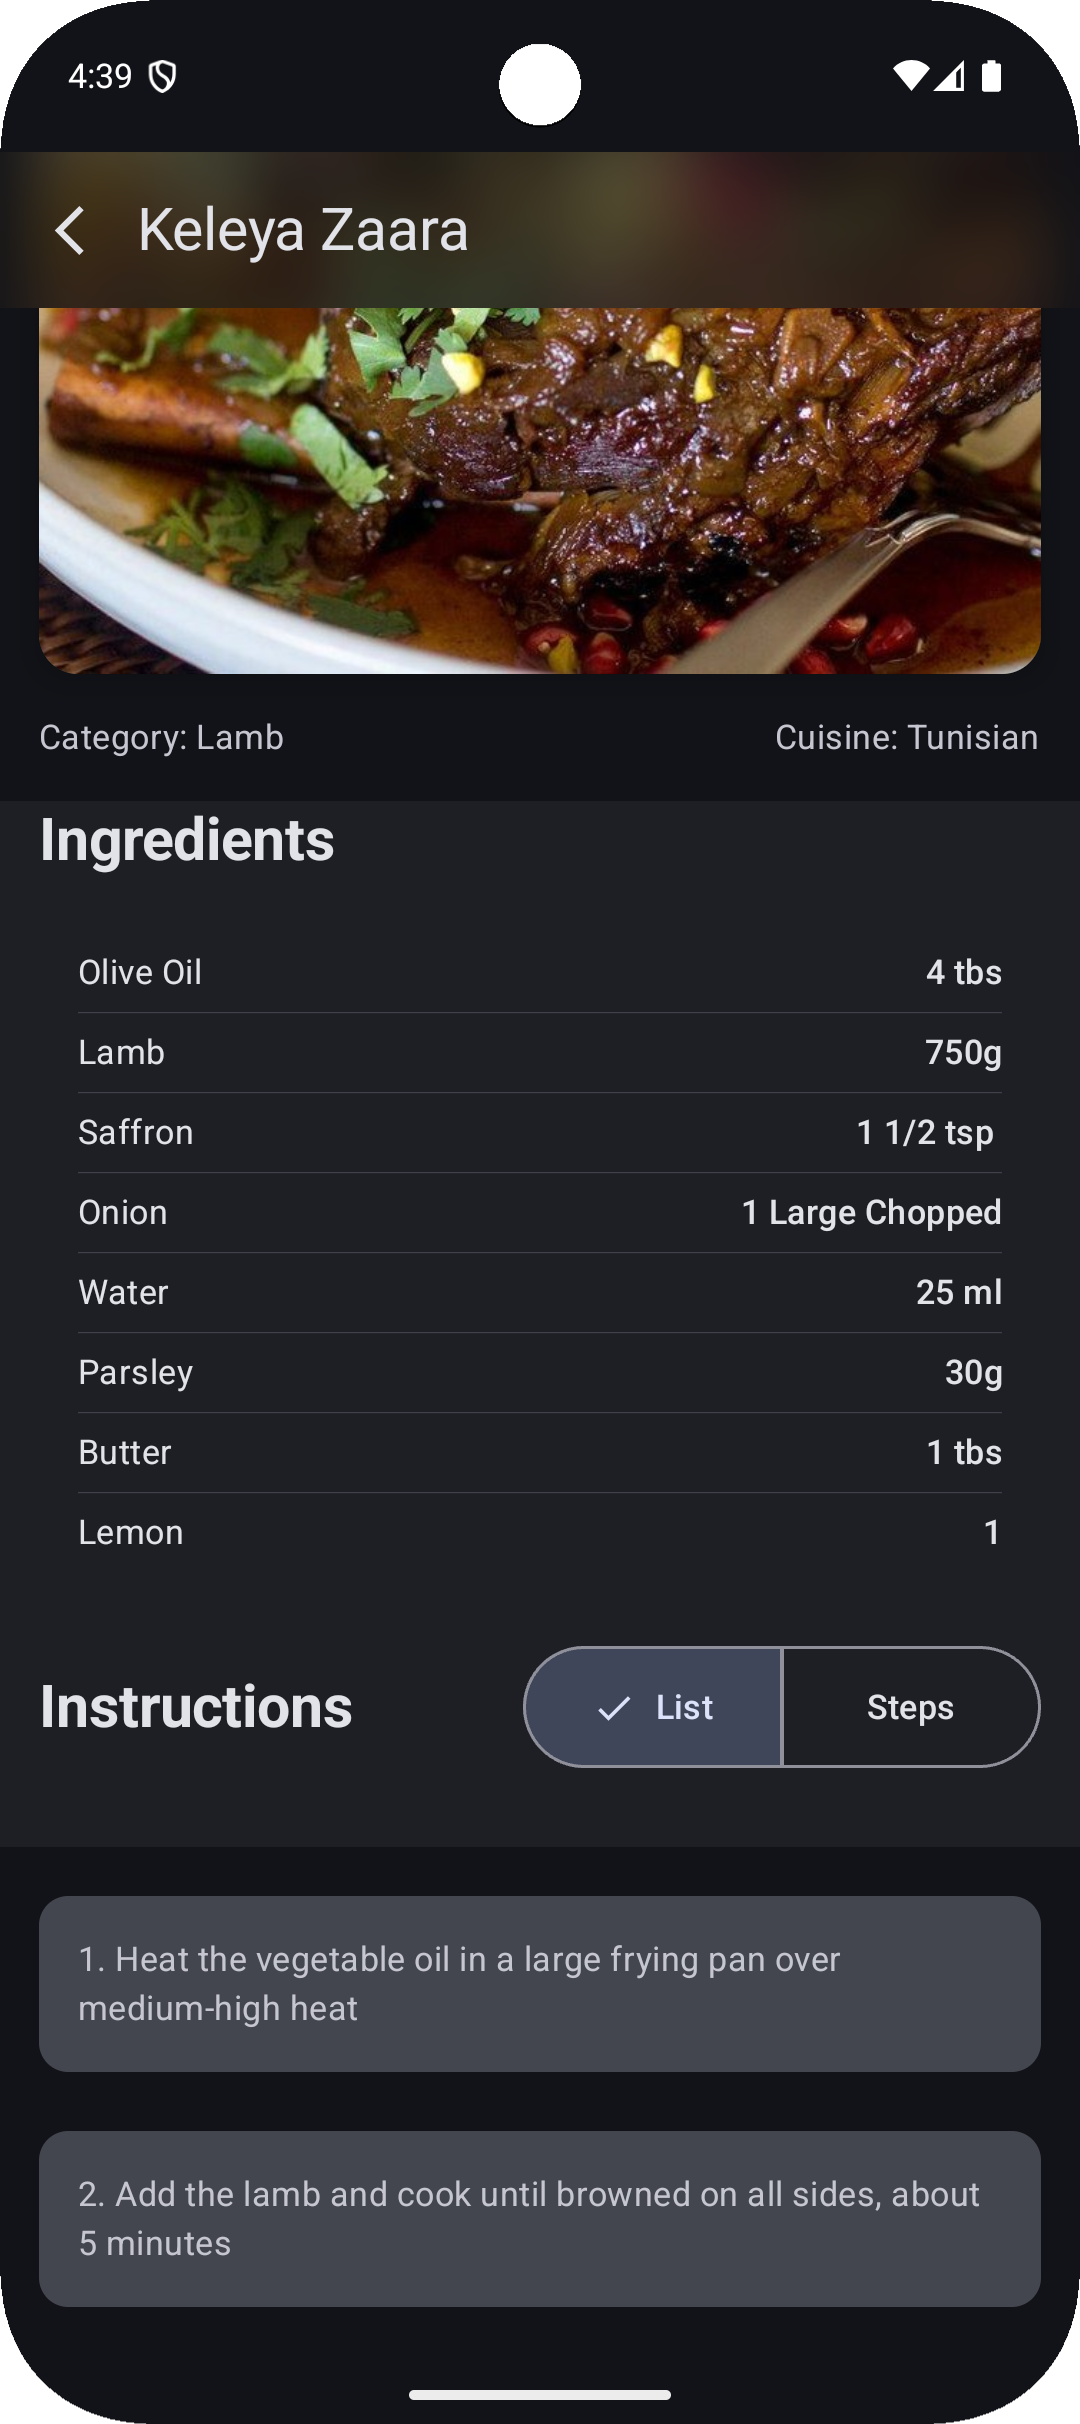 4:39
Keleya Zaara
Category: Lamb
Cuisine: Tunisian
Ingredients
Olive Oil 4 tbs
Lamb 750g
Saffron 1 1/2 tsp
Onion 1 Large Chopped
Water 25 ml
Parsley 30g
Butter 1 tbs
Lemon 1
Instructions
List
Steps
1. Heat the vegetable oil in a large frying pan over
medium-high heat
2. Add the lamb and cook until browned on all sides, about
5 minutes